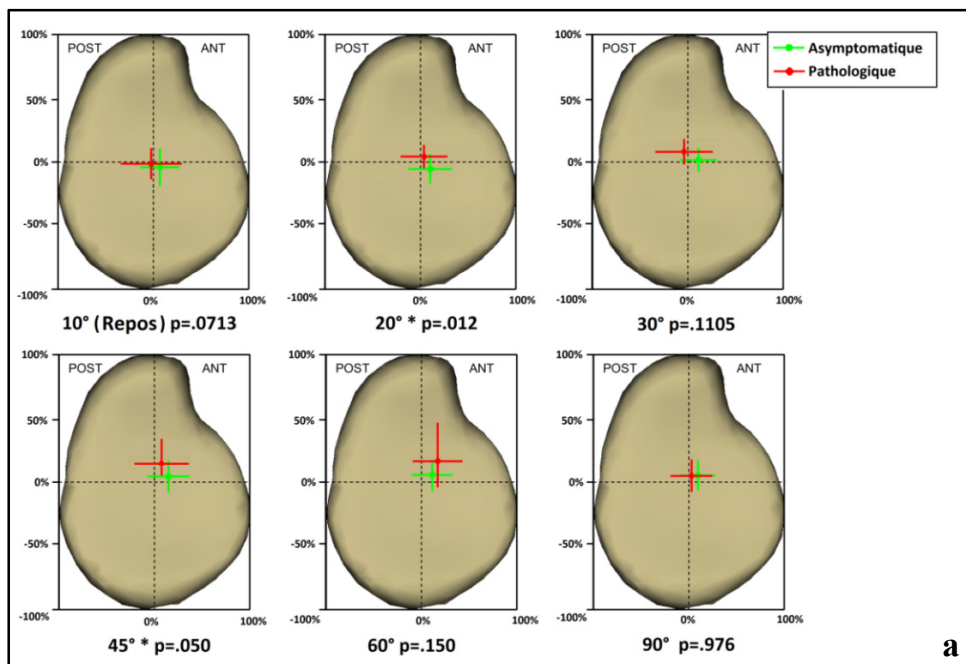 100%
POST
ANT
50%
0%
-50%
-100%
0%
100%
10° (Repos) p=.0713
100%
POST
ANT
50%
0%
-50%
-100%
0%
100%
20° * p=.012
100%
POST
ANT
50%
0%
-50%
-100%
0%
100%
30° p=.1105
Asymptomatique
Pathologique
100%
POST
ANT
50%
0%
-50%
-100%
0%
100%
45° * p=.050
100%
POST
ANT
50%
0%
-50%
-100%
0%
100%
60° p=.150
100%
POST
ANT
50%
0%
-50%
-100%
0%
100%
90° p=.976
a